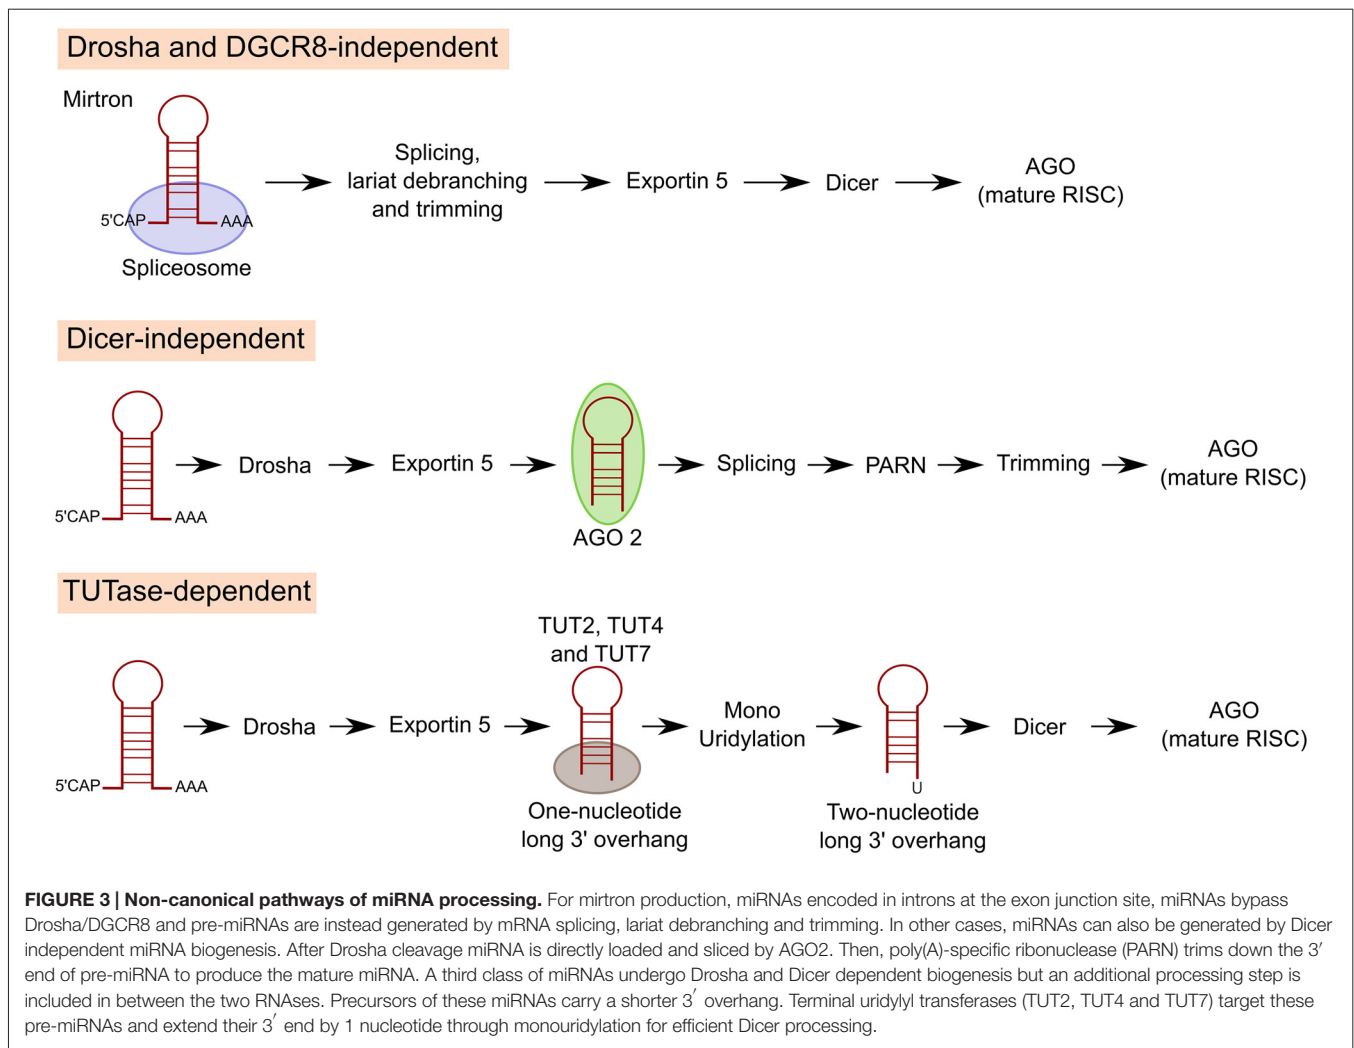 Drosha and DGCR8-independent
Mirtron
5'CAP
AAA
Spliceosome
Splicing,
lariat debranching
and trimming
Exportin 5
Dicer
AGO
(mature RISC)
Dicer-independent
5'CAP
AAA
Drosha
Exportin 5
AGO 2
Splicing
PARN
Trimming
AGO
(mature RISC)
TUTase-dependent
5'CAP
AAA
Drosha
Exportin 5
TUT2, TUT4
and TUT7
One-nucleotide
long 3' overhang
Mono
Uridylation
U
Two-nucleotide
long 3' overhang
Dicer
AGO
(mature RISC)
FIGURE 3 | Non-canonical pathways of miRNA processing. For mirtron production, miRNAs encoded in introns at the exon junction site, miRNAs bypass
Drosha/DGCR8 and pre-miRNAs are instead generated by mRNA splicing, lariat debranching and trimming. In other cases, miRNAs can also be generated by Dicer
independent miRNA biogenesis. After Drosha cleavage miRNA is directly loaded and sliced by AGO2. Then, poly(A)-specific ribonuclease (PARN) trims down the 3′
end of pre-miRNA to produce the mature miRNA. A third class of miRNAs undergo Drosha and Dicer dependent biogenesis but an additional processing step is
included in between the two RNAses. Precursors of these miRNAs carry a shorter 3′ overhang. Terminal uridylyl transferases (TUT2, TUT4 and TUT7) target these
pre-miRNAs and extend their 3′ end by 1 nucleotide through monouridylation for efficient Dicer processing.